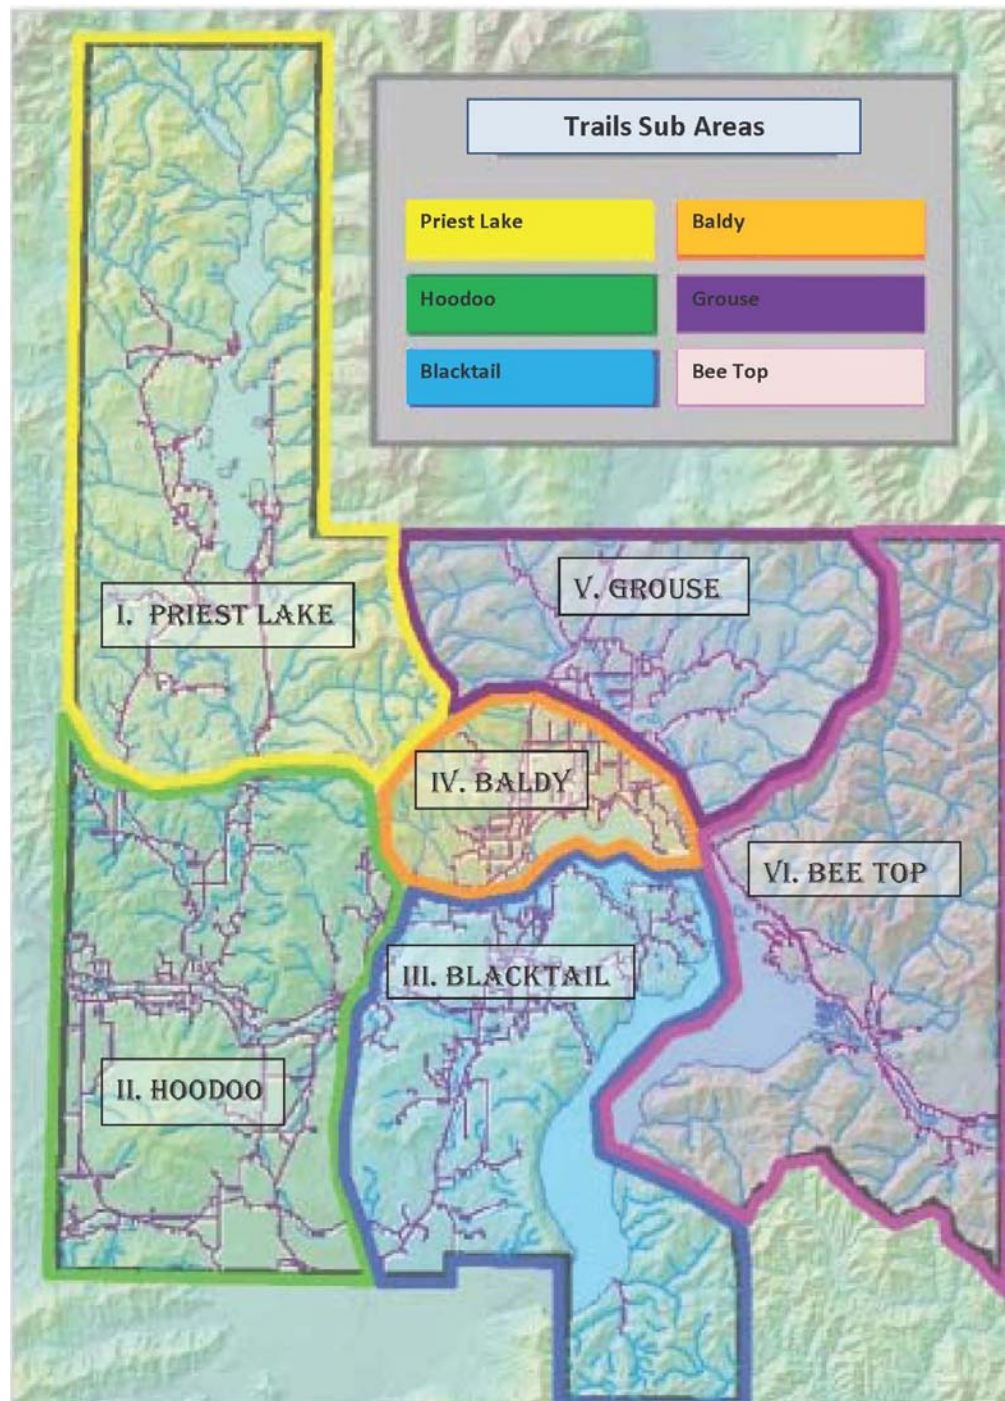 Trails Sub Areas
Priest Lake
Baldy
Hoodoo
Grouse
Blacktail
Bee Top
V. GROUSE
I. PRIEST LAKE
IV. BALDY
VI. BEE TOP
III. BLACKTAIL
II. HOODOO